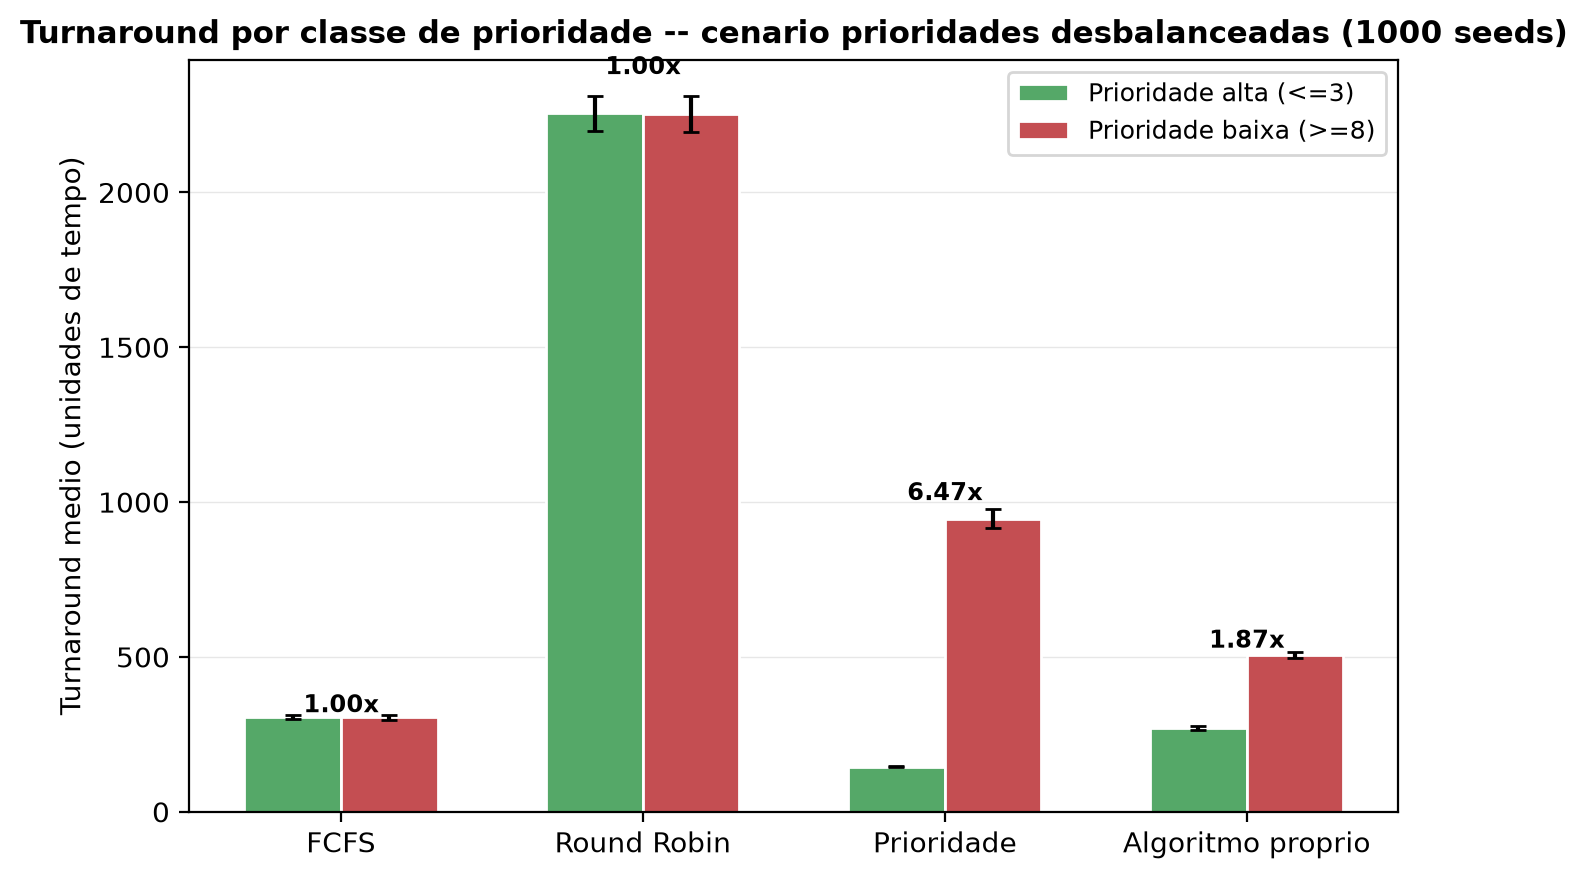 Turnaround por classe de prioridade -- cenario prioridades desbalanceadas (1000 seeds)
Turnaround medio (unidades de tempo)
2000
1500
1000
500
0
1.00x
1.00x
6.47x
1.87x
Prioridade alta (<=3)
Prioridade baixa (>=8)
FCFS
Round Robin
Prioridade
Algoritmo proprio